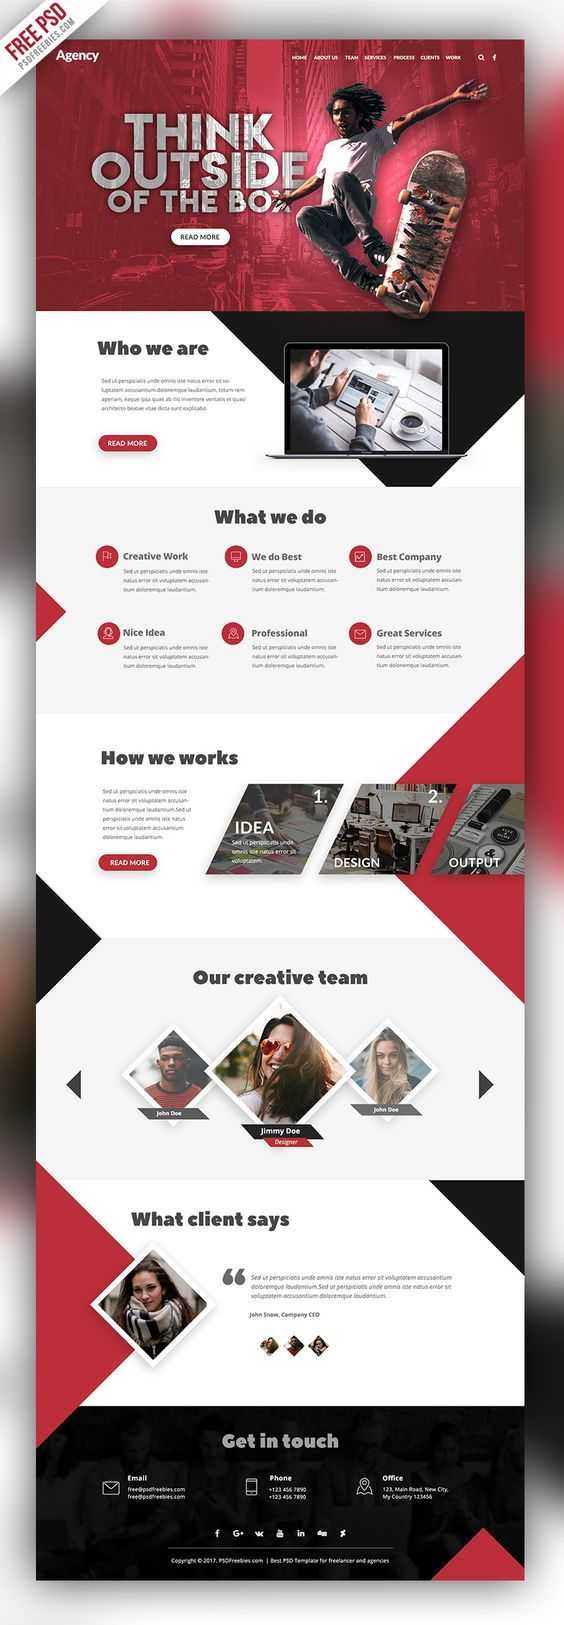 FREE PSD
PSDFREEBIES.COM
Agency
HOME ABOUT US TEAM SERVICES PROCESS CLIENTS WORK
THINK
OUTSIDE
OF THE BOX
READ MORE
Who we are
Sed ut perspiciatis unde omnis iste natus error sit vo-
luptatem accusantium doloremque laudantium, totam rem
aperiam, eaque ipsa quae ab illo inventore veritatis et quasi
architecto beatae vitae dicta sunt explicabo.
READ MORE
What we do
Creative Work
Sed ut perspiciatis unde omnis iste
natus error sit voluptatem accusan-
tium doloremque laudantium.
We do Best
Sed ut perspiciatis unde omnis iste
natus error sit voluptatem accusan-
tium doloremque laudantium.
Best Company
Sed ut perspiciatis unde omnis iste
natus error sit voluptatem accusan-
tium doloremque laudantium.
Nice Idea
Sed ut perspiciatis unde omnis iste
natus error sit voluptatem accusan-
tium doloremque laudantium.
Professional
Sed ut perspiciatis unde omnis iste
natus error sit voluptatem accusan-
tium doloremque laudantium.
Great Services
Sed ut perspiciatis unde omnis iste
natus error sit voluptatem accusan-
tium doloremque laudantium.
How we works
Sed ut perspiciatis unde omnis iste
natus error sit voluptatem
accusantium doloremque
laudantium.Sed ut perspiciatis unde
omnis iste natus error sit
voluptatem accusantium
doloremque laudantium.
READ MORE
1.
IDEA
Sed ut perspiciatis unde
omnis iste natus error sit
voluptatem.
2.
DESIGN
OUTPUT
Our creative team
John Doe
Jimmy Doe
Designer
John Doe
What client says
Sed ut perspiciatis unde omnis iste natus error sit voluptatem accusantium
doloremque laudantium.Sed ut perspiciatis unde omnis iste natus error sit
voluptatem accusantium doloremque laudantium.
John Snow, Company CEO
Get in touch
Email
free@psdfreebies.com
free@psdfreebies.com
Phone
+123 456 7890
+123 456 7890
Office
123, Main Road, New City,
My Country 123456
Copyright © 2017. PSDFreebies.com | Best PSD Template for freelancer and agencies